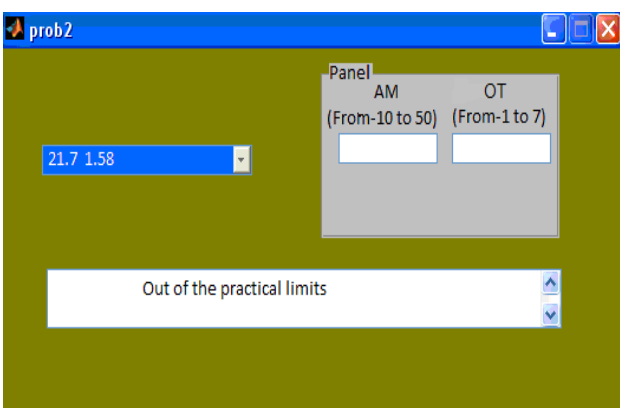 prob2
Panel
AM OT
(From-10 to 50) (From-1 to 7)
21.7 1.58
Out of the practical limits